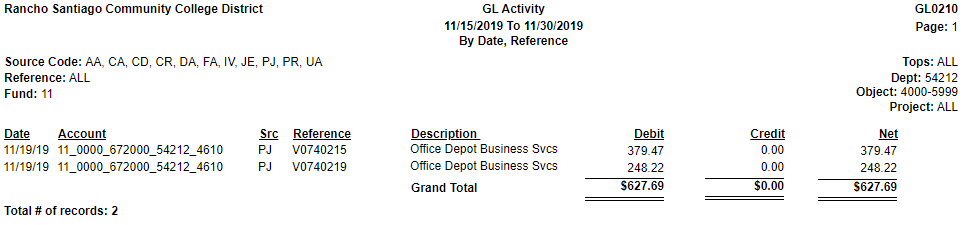 Rancho Santiago Community College District GL Activity GL0210
11/15/2019 To 11/30/2019 Page: 1
By Date, Reference
Source Code: AA, CA, CD, CR, DA, FA, IV, JE, PJ, PR, UA Tops: ALL
Reference: ALL Dept: 54212
Fund: 11 Object: 4000-5999
Project: ALL
Date Account Src Reference Description Debit Credit Net
11/19/19 11_0000_672000_54212_4610 PJ V0740215 Office Depot Business Svcs 379.47 0.00 379.47
11/19/19 11_0000_672000_54212_4610 PJ V0740219 Office Depot Business Svcs 248.22 0.00 248.22
Grand Total $627.69 $0.00 $627.69
Total # of records: 2